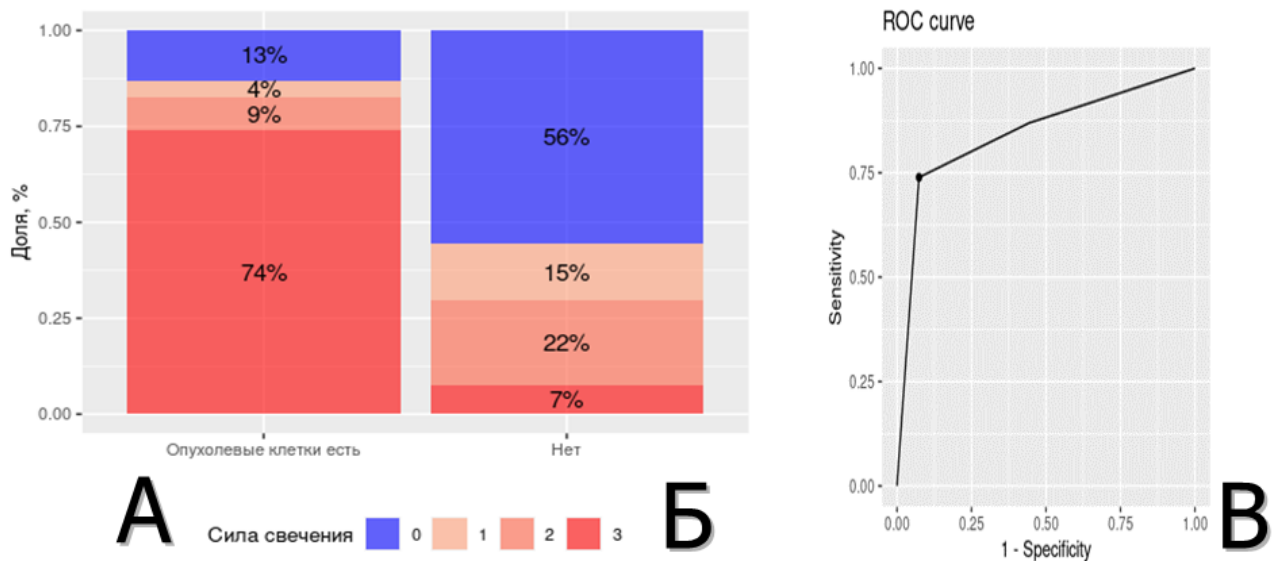 1.00
0.75
0.50
0.25
0.00
Доля, %
13%
4%
9%
74%
56%
15%
22%
7%
Опухолевые клетки есть
Нет
А
Б
Сила свечения
0
1
2
3
ROC curve
1.00
0.75
0.50
0.25
0.00
Sensitivity
0.00
0.25
0.50
0.75
1.00
1 - Specificity
В